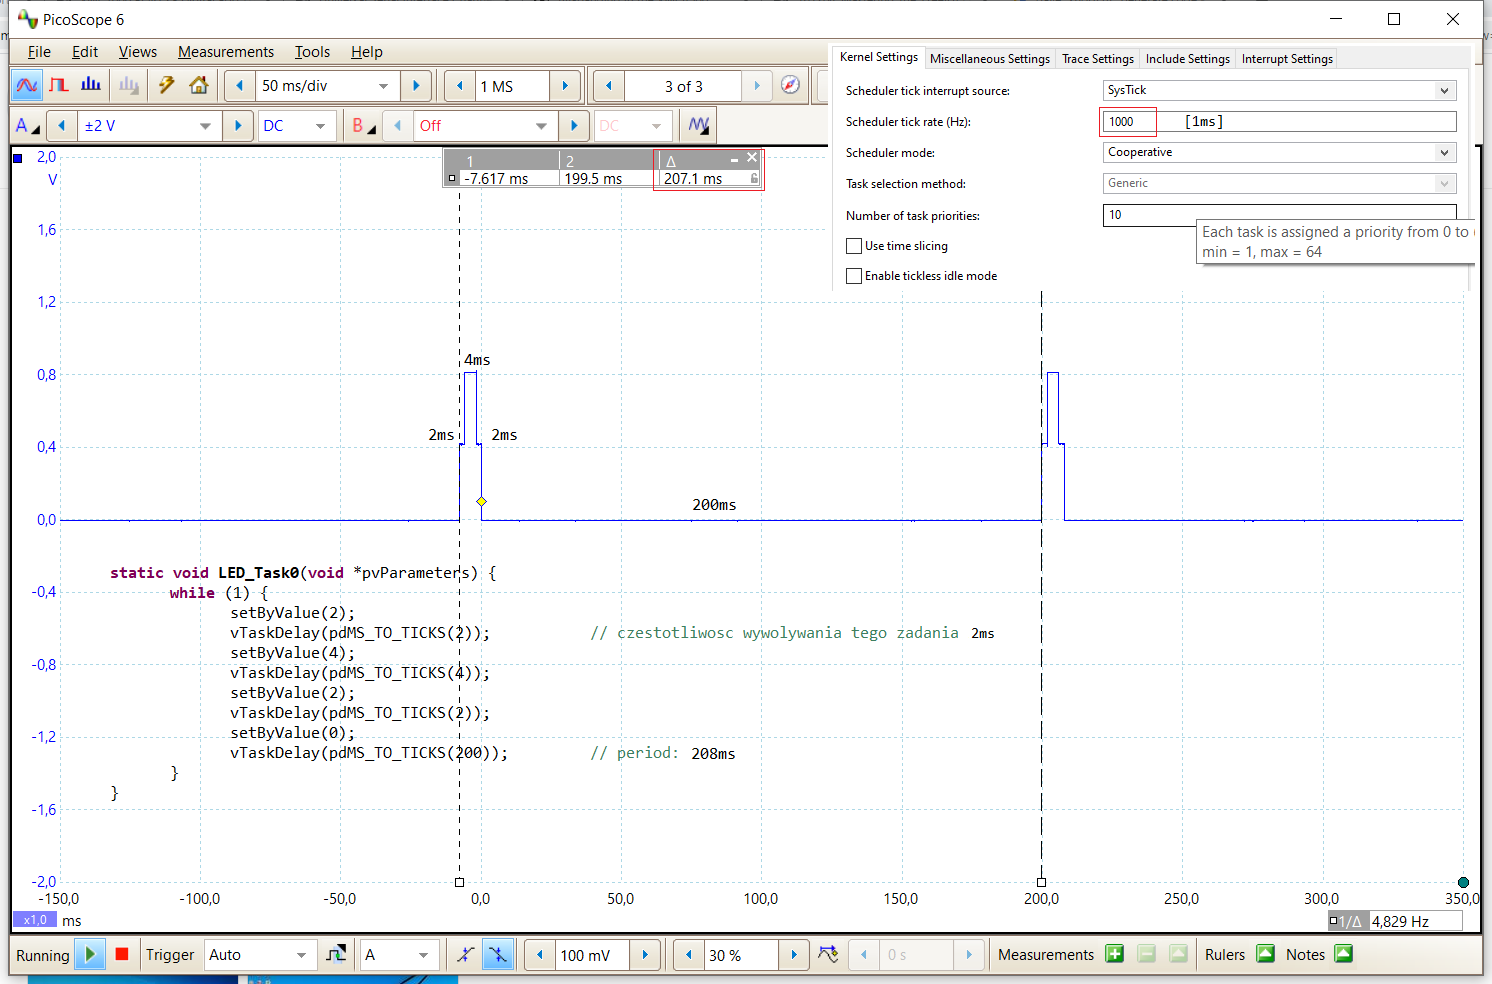 PicoScope 6
File Edit Views Measurements Tools Help
50 ms/div 1 MS 3 of 3
A ±2 V DC B Off DC
Kernel Settings Miscellaneous Settings Trace Settings Include Settings Interrupt Settings
Scheduler tick interrupt source: SysTick
Scheduler tick rate (Hz): 1000 [1ms]
Scheduler mode: Cooperative
Task selection method: Generic
Number of task priorities: 10
Each task is assigned a priority from 0 to
min = 1, max = 64
Use time slicing
Enable tickless idle mode
1 2 Δ
-7.617 ms 199.5 ms 207.1 ms
2,0
V
1,6
1,2
0,8
0,4
0,0
-0,4
-0,8
-1,2
-1,6
-2,0
4ms
2ms 2ms
200ms
static void LED_Task0(void *pvParameters) {
while (1) {
setByValue(2);
vTaskDelay(pdMS_TO_TICKS(2)); // czestotliwosc wywolywania tego zadania 2ms
setByValue(4);
vTaskDelay(pdMS_TO_TICKS(4));
setByValue(2);
vTaskDelay(pdMS_TO_TICKS(2));
setByValue(0);
vTaskDelay(pdMS_TO_TICKS(200)); // period: 208ms
}
}
-150,0 -100,0 -50,0 0,0 50,0 100,0 150,0 200,0 250,0 300,0 350,0
x1,0 ms
1/Δ 4,829 Hz
Running Trigger Auto A 100 mV 30 % 0 s Measurements Rulers Notes